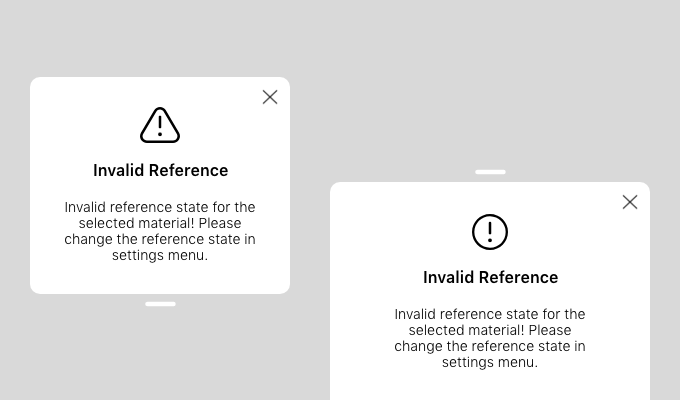 Invalid Reference
Invalid reference state for the
selected material! Please
change the reference state in
settings menu.
Invalid Reference
Invalid reference state for the
selected material! Please
change the reference state in
settings menu.